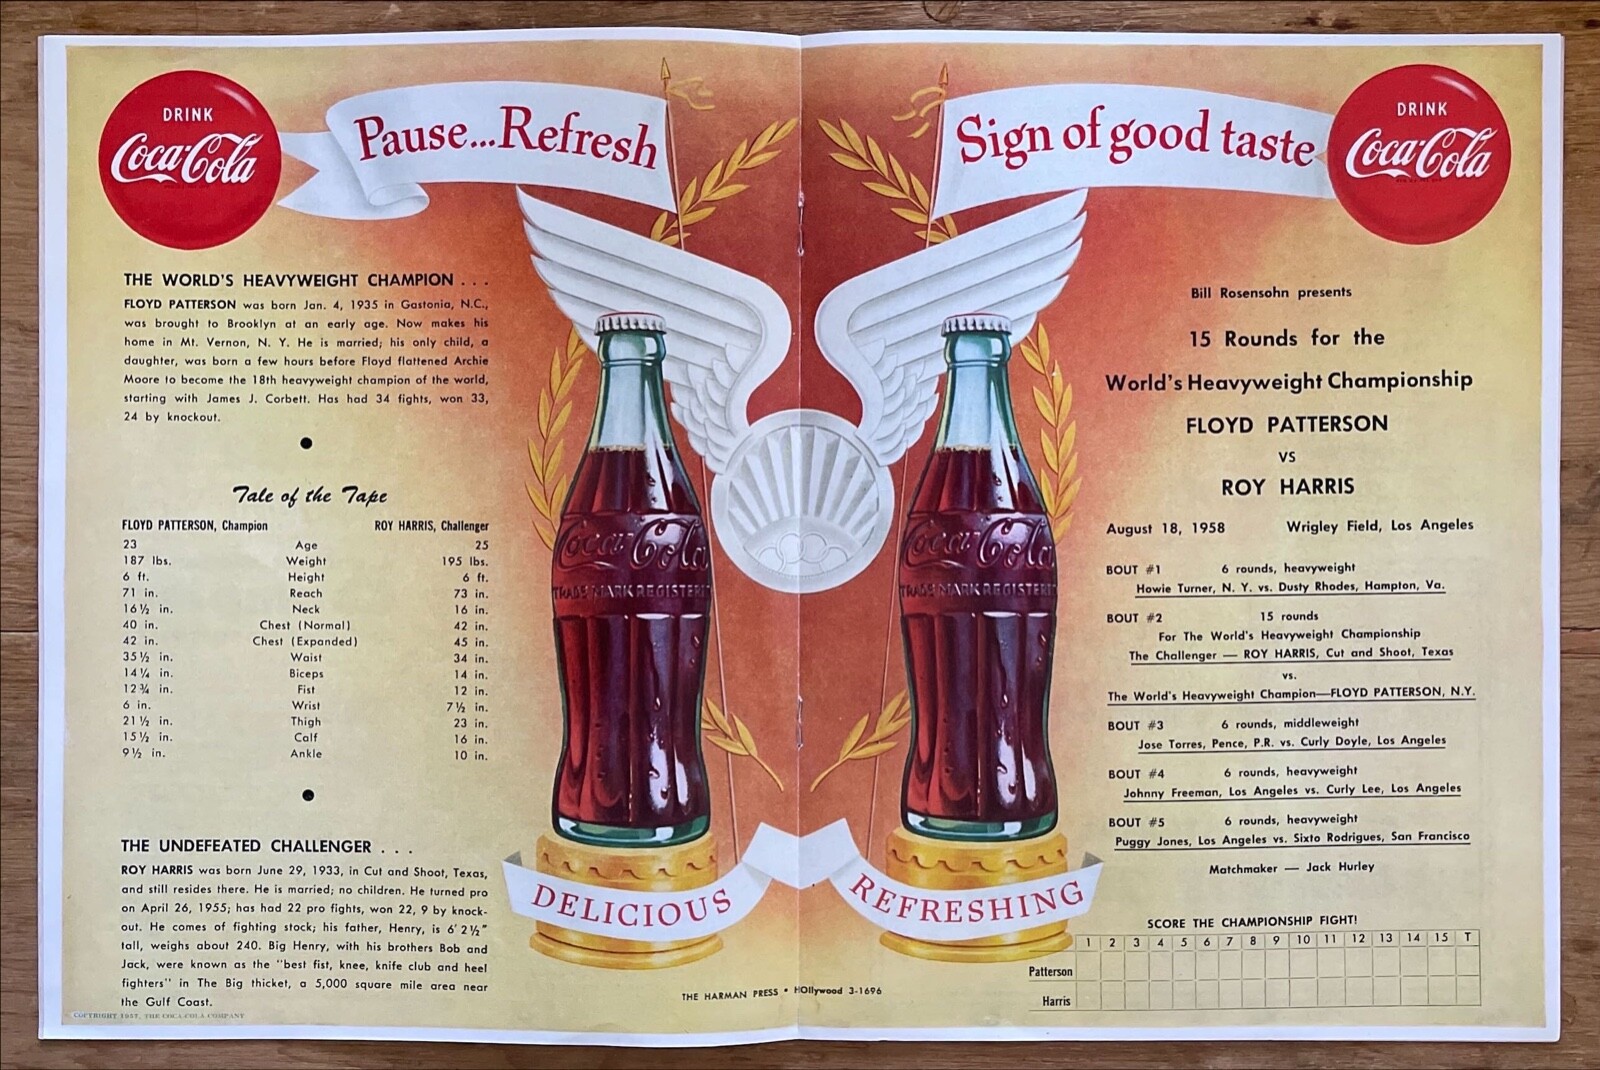 DRINK
Coca-Cola
Pause...Refresh
THE WORLD'S HEAVYWEIGHT CHAMPION . . .
FLOYD PATTERSON was born Jan. 4, 1935 in Gastonia, N.C.,
was brought to Brooklyn at an early age. Now makes his
home in Mt. Vernon, N. Y. He is married; his only child, a
daughter, was born a few hours before Floyd flattened Archie
Moore to become the 18th heavyweight champion of the world,
starting with James J. Corbett. Has had 34 fights, won 33,
24 by knockout.
Tale of the Tape
FLOYD PATTERSON, Champion ROY HARRIS, Challenger
23 Age 25
187 lbs. Weight 195 lbs.
6 ft. Height 6 ft.
71 in. Reach 73 in.
16½ in. Neck 16 in.
40 in. Chest (Normal) 42 in.
42 in. Chest (Expanded) 45 in.
35½ in. Waist 34 in.
14¼ in. Biceps 14 in.
12¾ in. Fist 12 in.
6 in. Wrist 7½ in.
21½ in. Thigh 23 in.
15½ in. Calf 16 in.
9½ in. Ankle 10 in.
THE UNDEFEATED CHALLENGER . . .
ROY HARRIS was born June 29, 1933, in Cut and Shoot, Texas,
and still resides there. He is married; no children. He turned pro
on April 26, 1955; has had 22 pro fights, won 22, 9 by knock-
out. He comes of fighting stock; his father, Henry, is 6' 2½"
tall, weighs about 240. Big Henry, with his brothers Bob and
Jack, were known as the "best fist, knee, knife club and heel
fighters" in The Big thicket, a 5,000 square mile area near
the Gulf Coast.
COPYRIGHT 1957, THE COCA-COLA COMPANY
Coca-Cola
TRADE MARK REGISTERED
DELICIOUS
THE HARMAN PRESS • HOllywood 3-1696
Sign of good taste
DRINK
Coca-Cola
Coca-Cola
TRADE MARK REGISTERED
REFRESHING
Bill Rosensohn presents
15 Rounds for the
World's Heavyweight Championship
FLOYD PATTERSON
VS
ROY HARRIS
August 18, 1958 Wrigley Field, Los Angeles
BOUT #1 6 rounds, heavyweight
Howie Turner, N. Y. vs. Dusty Rhodes, Hampton, Va.
BOUT #2 15 rounds
For The World's Heavyweight Championship
The Challenger — ROY HARRIS, Cut and Shoot, Texas
vs.
The World's Heavyweight Champion—FLOYD PATTERSON, N.Y.
BOUT #3 6 rounds, middleweight
Jose Torres, Pence, P.R. vs. Curly Doyle, Los Angeles
BOUT #4 6 rounds, heavyweight
Johnny Freeman, Los Angeles vs. Curly Lee, Los Angeles
BOUT #5 6 rounds, heavyweight
Puggy Jones, Los Angeles vs. Sixto Rodrigues, San Francisco
Matchmaker — Jack Hurley
SCORE THE CHAMPIONSHIP FIGHT!
1 2 3 4 5 6 7 8 9 10 11 12 13 14 15 T
Patterson
Harris